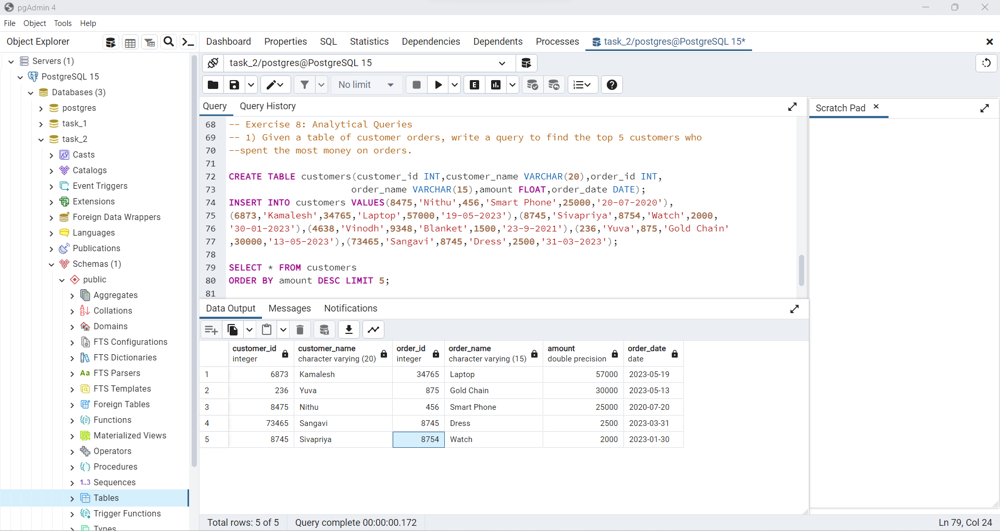 pgAdmin 4
File Object Tools Help
Object Explorer
Dashboard Properties SQL Statistics Dependencies Dependents Processes task_2/postgres@PostgreSQL 15*
Servers (1)
PostgreSQL 15
Databases (3)
postgres
task_1
task_2
Casts
Catalogs
Event Triggers
Extensions
Foreign Data Wrappers
Languages
Publications
Schemas (1)
public
Aggregates
Collations
Domains
FTS Configurations
FTS Dictionaries
Aa FTS Parsers
FTS Templates
Foreign Tables
Functions
Materialized Views
Operators
Procedures
1..3 Sequences
Tables
Trigger Functions
Types
task_2/postgres@PostgreSQL 15
No limit
Query Query History
Scratch Pad
68 -- Exercise 8: Analytical Queries
69 -- 1) Given a table of customer orders, write a query to find the top 5 customers who
70 --spent the most money on orders.
71
72 CREATE TABLE customers(customer_id INT,customer_name VARCHAR(20),order_id INT,
73 order_name VARCHAR(15),amount FLOAT,order_date DATE);
74 INSERT INTO customers VALUES(8475,'Nithu',456,'Smart Phone',25000,'20-07-2020'),
75 (6873,'Kamalesh',34765,'Laptop',57000,'19-05-2023'),(8745,'Sivapriya',8754,'Watch',2000,
76 '30-01-2023'),(4638,'Vinodh',9348,'Blanket',1500,'23-9-2021'),(236,'Yuva',875,'Gold Chain'
77 ,30000,'13-05-2023'),(73465,'Sangavi',8745,'Dress',2500,'31-03-2023');
78
79 SELECT * FROM customers
80 ORDER BY amount DESC LIMIT 5;
81
Data Output Messages Notifications
customer_id customer_name order_id order_name amount order_date
integer character varying (20) integer character varying (15) double precision date
1 6873 Kamalesh 34765 Laptop 57000 2023-05-19
2 236 Yuva 875 Gold Chain 30000 2023-05-13
3 8475 Nithu 456 Smart Phone 25000 2020-07-20
4 73465 Sangavi 8745 Dress 2500 2023-03-31
5 8745 Sivapriya 8754 Watch 2000 2023-01-30
Total rows: 5 of 5 Query complete 00:00:00.172
Ln 79, Col 24